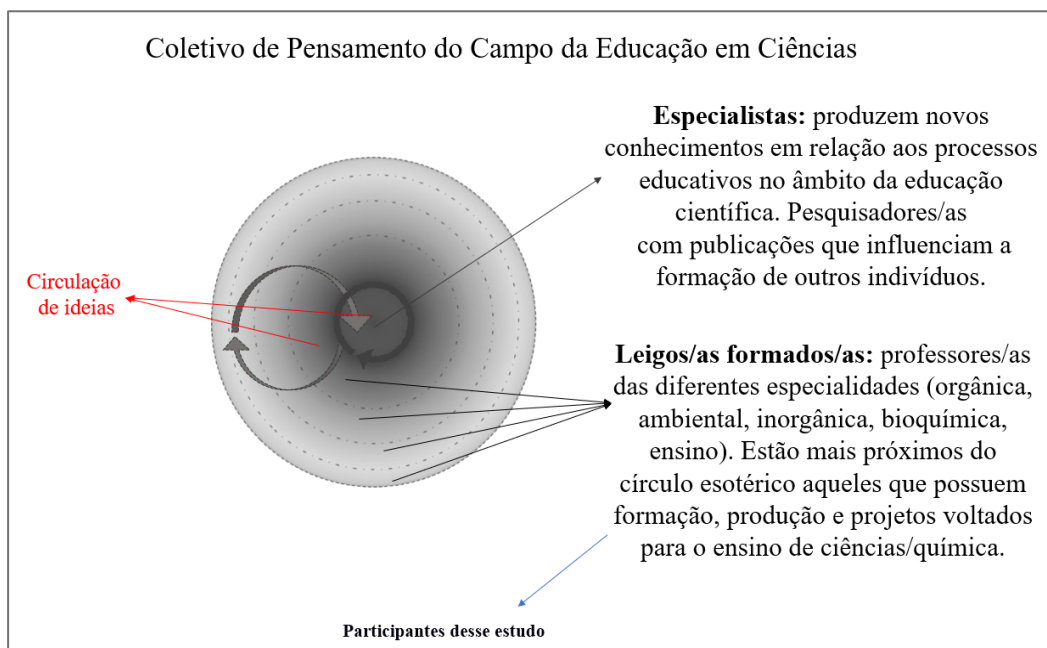 Coletivo de Pensamento do Campo da Educação em Ciências
Especialistas: produzem novos
conhecimentos em relação aos processos
educativos no âmbito da educação
científica. Pesquisadores/as
com publicações que influenciam a
formação de outros indivíduos.
Circulação
de ideias
Leigos/as formados/as: professores/as
das diferentes especialidades (orgânica,
ambiental, inorgânica, bioquímica,
ensino). Estão mais próximos do
círculo esotérico aqueles que possuem
formação, produção e projetos voltados
para o ensino de ciências/química.
Participantes desse estudo